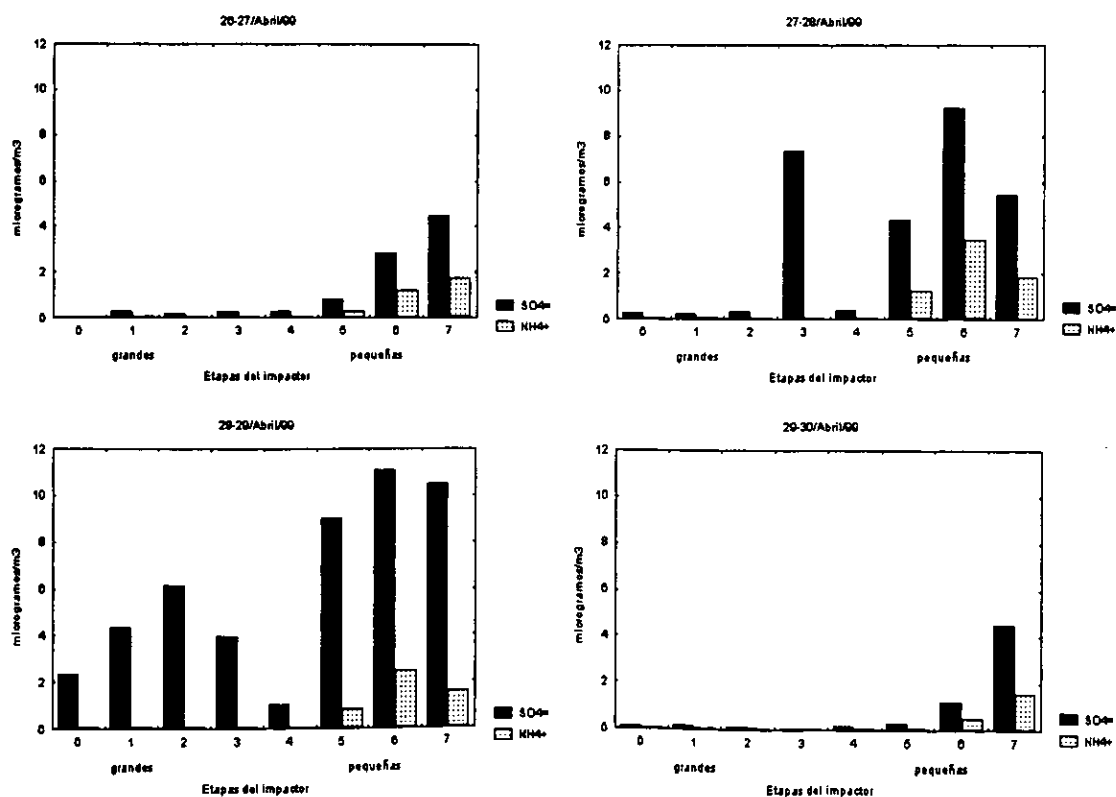 26-27/Abril/99
12
10
8
6
4
2
0
microgramos/m3
0 1 2 3 4 5 6 7
grandes pequeñas
Etapas del impactor
SO4=
NH4+
27-28/Abril/99
12
10
8
6
4
2
0
microgramos/m3
0 1 2 3 4 5 6 7
grandes pequeñas
Etapas del impactor
SO4=
NH4+
28-29/Abril/99
12
10
8
6
4
2
0
microgramos/m3
0 1 2 3 4 5 6 7
grandes pequeñas
Etapas del impactor
SO4=
NH4+
29-30/Abril/99
12
10
8
6
4
2
0
microgramos/m3
0 1 2 3 4 5 6 7
grandes pequeñas
Etapas del impactor
SO4=
NH4+